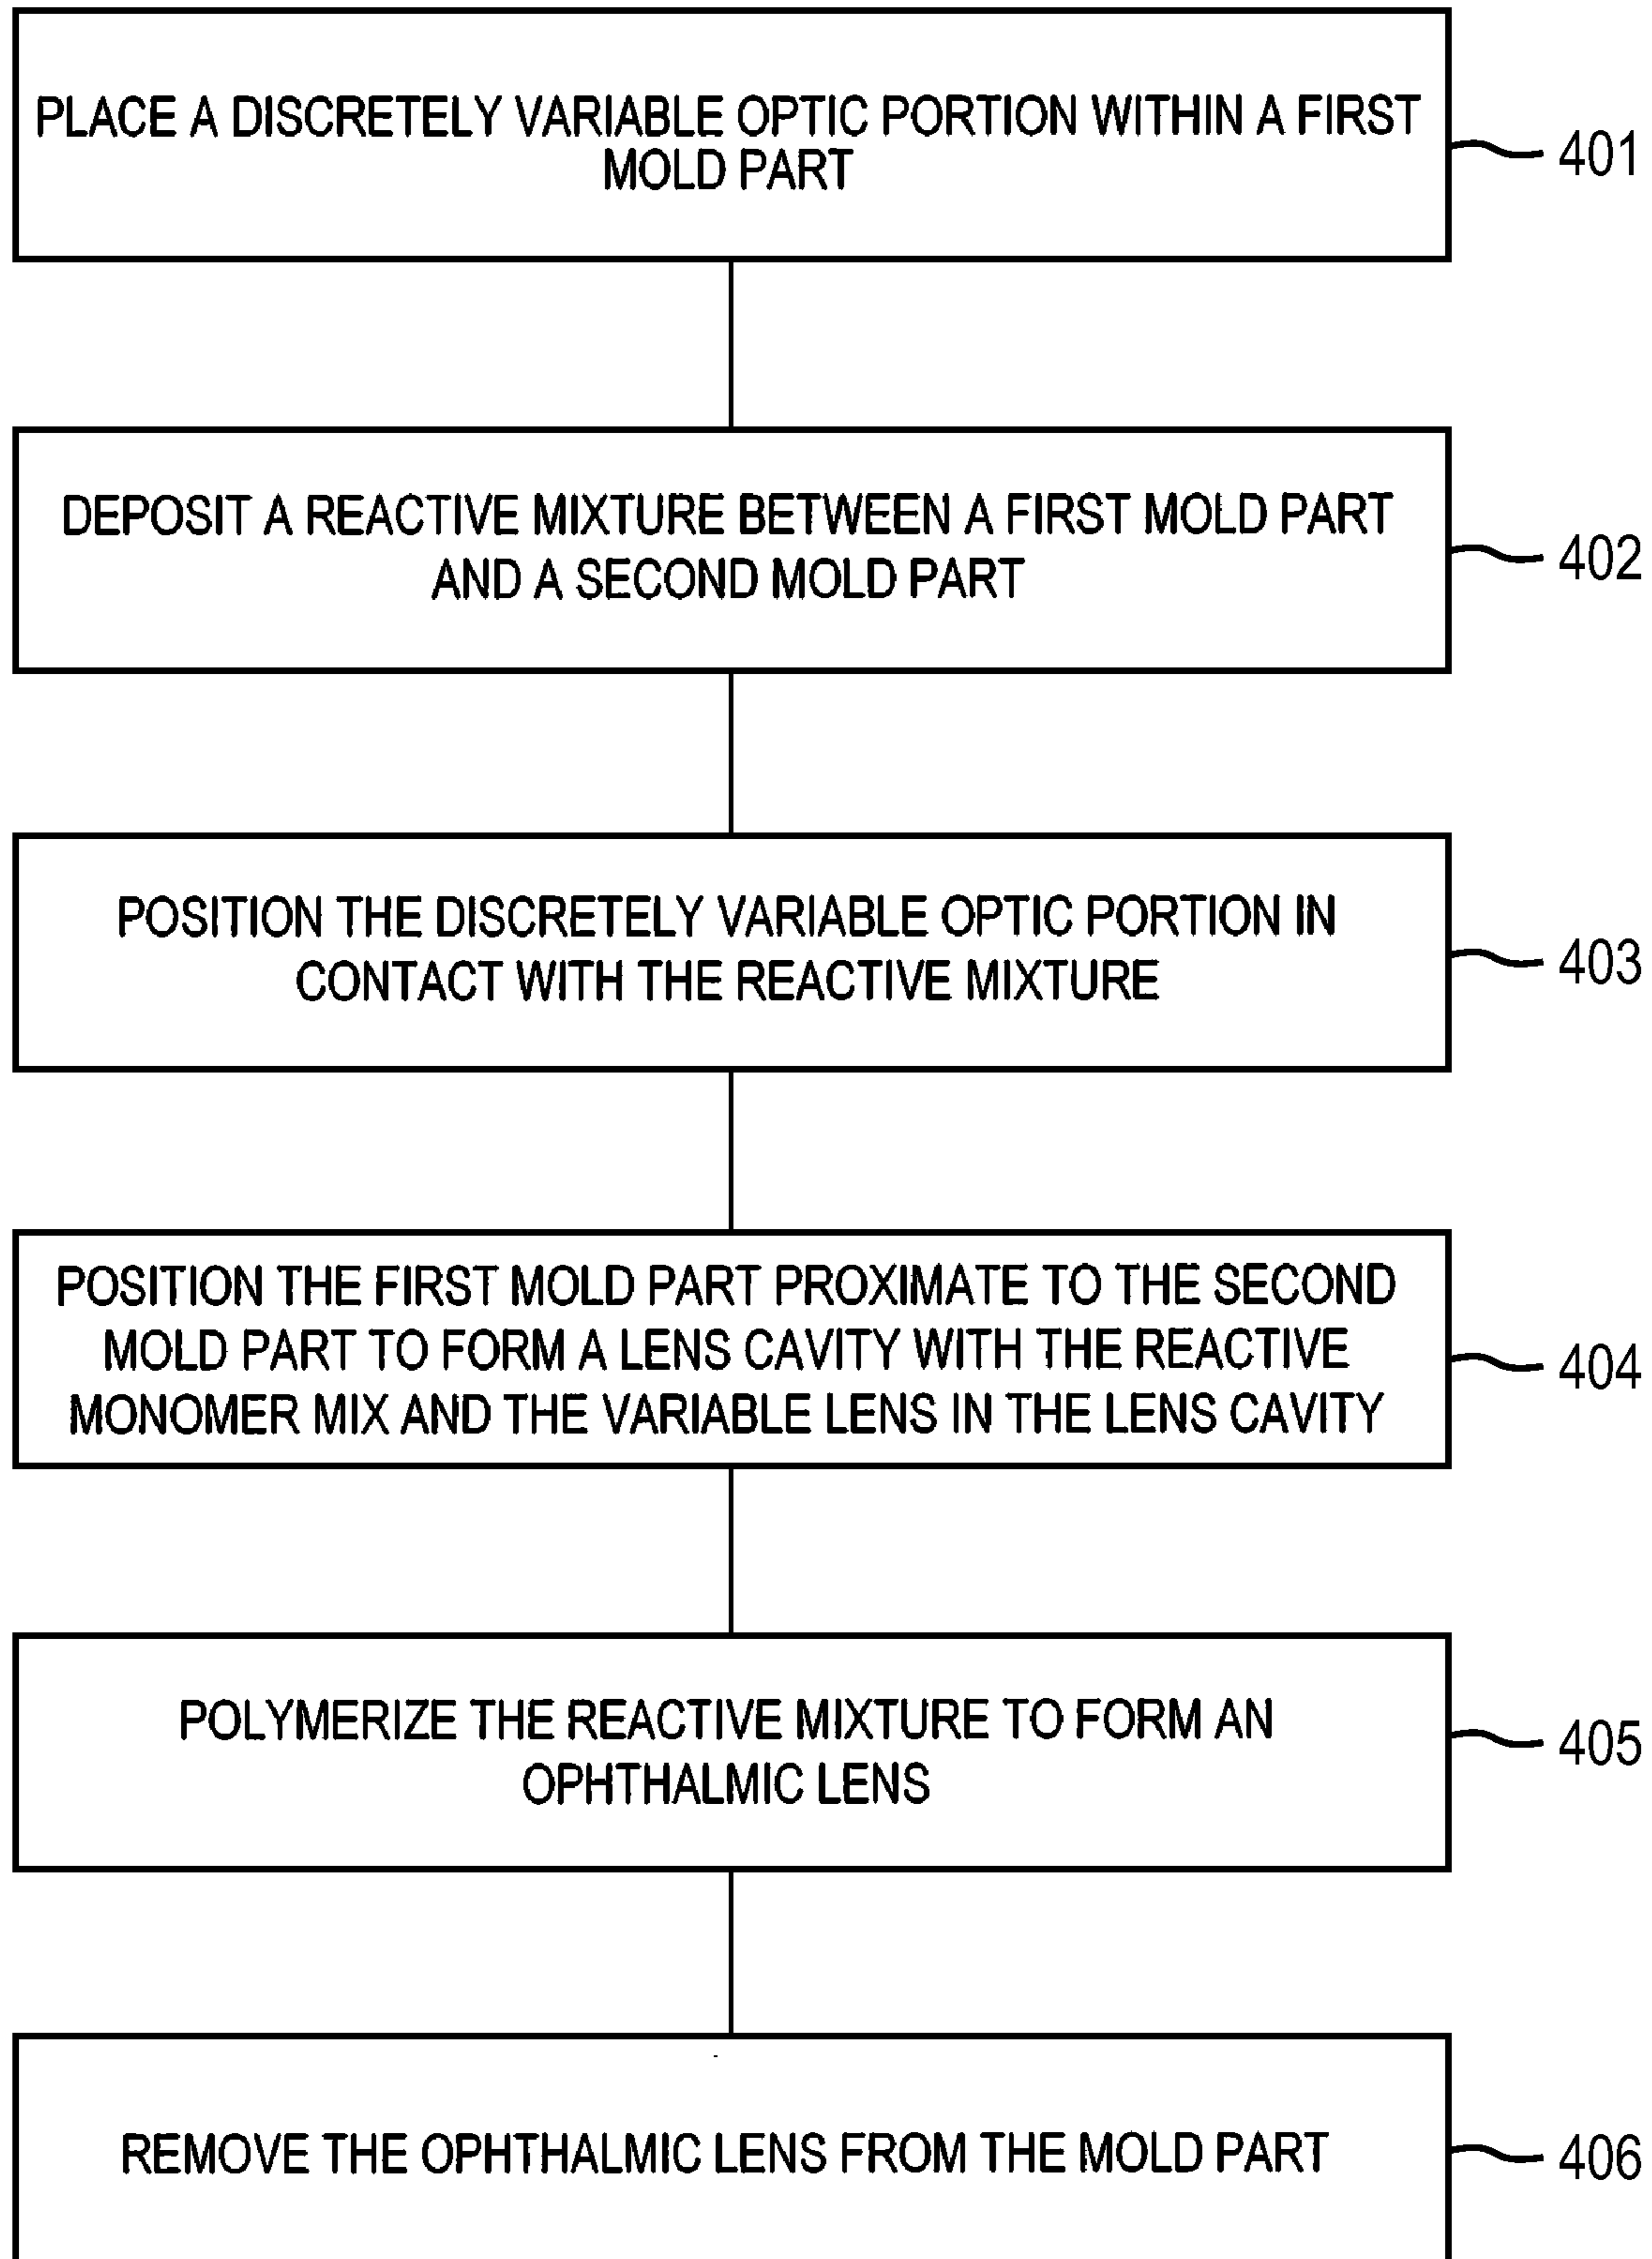 PLACE A DISCRETELY VARIABLE OPTIC PORTION WITHIN A FIRST
MOLD PART
401
DEPOSIT A REACTIVE MIXTURE BETWEEN A FIRST MOLD PART
AND A SECOND MOLD PART
402
POSITION THE DISCRETELY VARIABLE OPTIC PORTION IN
CONTACT WITH THE REACTIVE MIXTURE
403
POSITION THE FIRST MOLD PART PROXIMATE TO THE SECOND
MOLD PART TO FORM A LENS CAVITY WITH THE REACTIVE
MONOMER MIX AND THE VARIABLE LENS IN THE LENS CAVITY
404
POLYMERIZE THE REACTIVE MIXTURE TO FORM AN
OPHTHALMIC LENS
405
REMOVE THE OPHTHALMIC LENS FROM THE MOLD PART
406